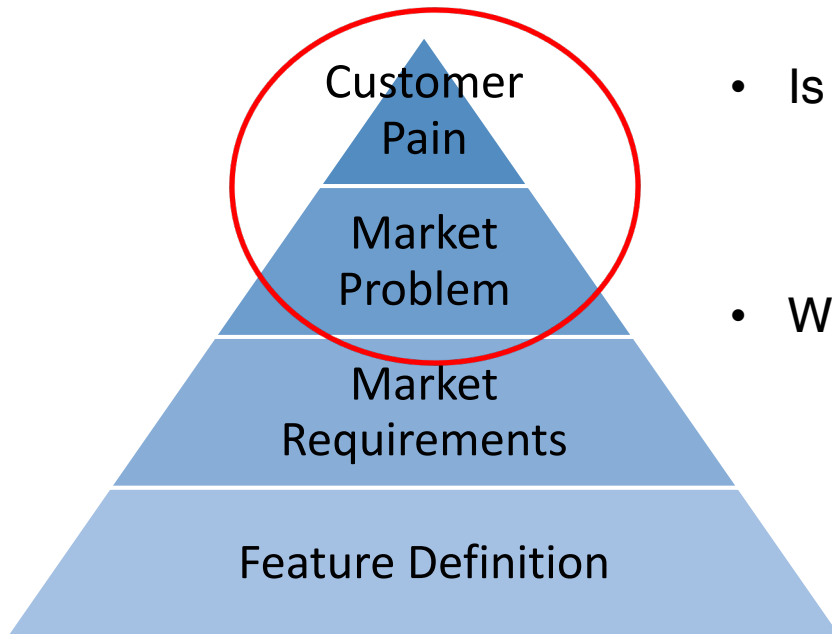 Customer
Pain
Market
Problem
Market
Requirements
Feature Definition
• Is
• W